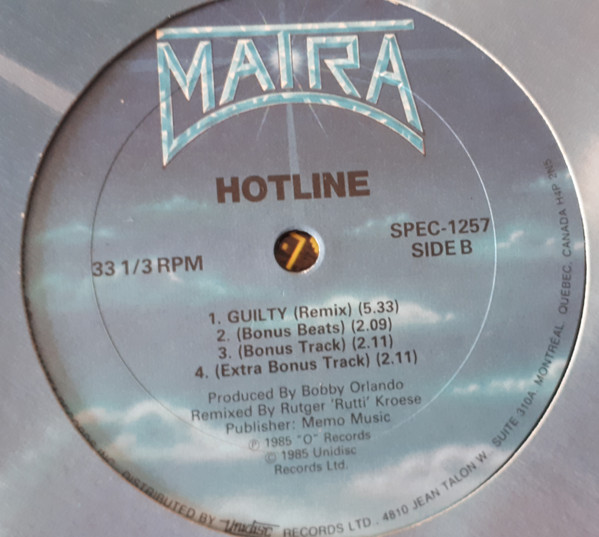 MATRA
HOTLINE
33 1/3 RPM
SPEC-1257
SIDE B
1. GUILTY (Remix) (5.33)
2. (Bonus Beats) (2.09)
3. (Bonus Track) (2.11)
4. (Extra Bonus Track) (2.11)
Produced By Bobby Orlando
Remixed By Rutger 'Rutti' Kroese
Publisher: Memo Music
℗ 1985 "O" Records
© 1985 Unidisc
Records Ltd.
DISTRIBUTED BY Unidisc RECORDS LTD. 4810 JEAN TALON W. SUITE 310A MONTRÉAL QUÉBEC, CANADA H4P